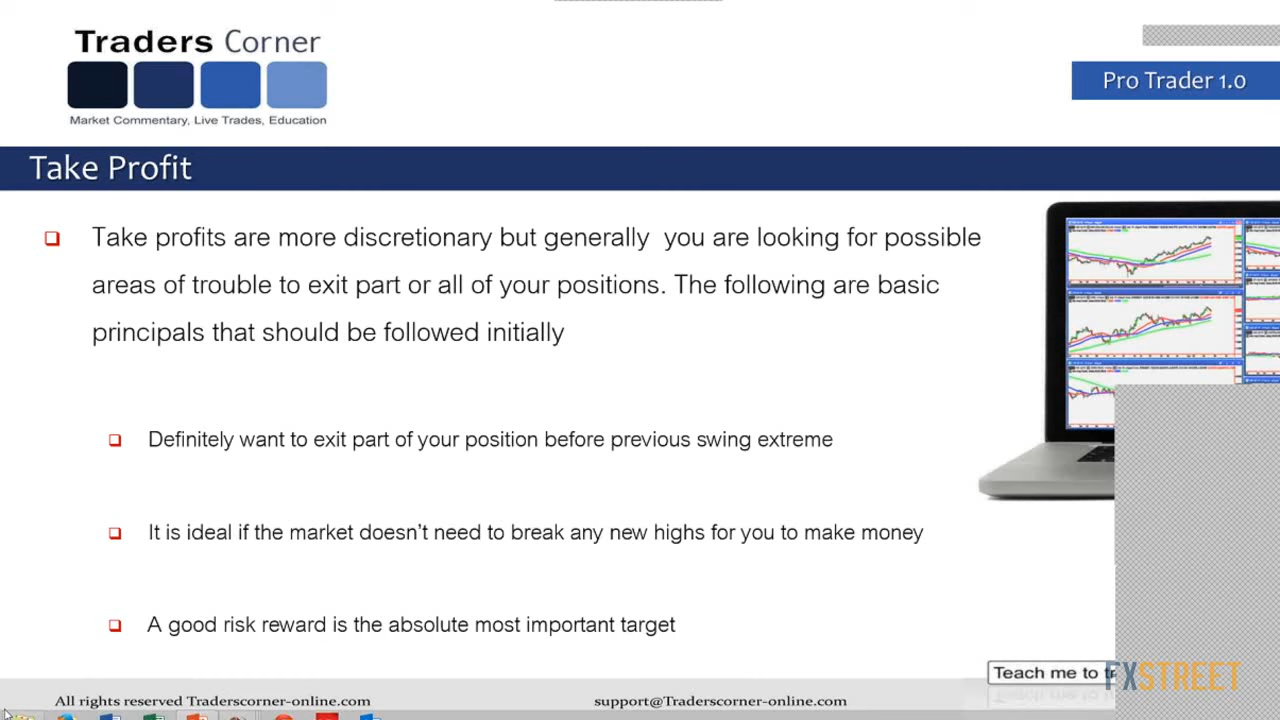 Traders Corner
Market Commentary, Live Trades, Education
Pro Trader 1.0
Take Profit
Take profits are more discretionary but generally you are looking for possible
areas of trouble to exit part or all of your positions. The following are basic
principals that should be followed initially
Definitely want to exit part of your position before previous swing extreme
It is ideal if the market doesn't need to break any new highs for you to make money
A good risk reward is the absolute most important target
Teach me to tr
FXSTREET
All rights reserved Traderscorner-online.com
support@Traderscorner-online.com